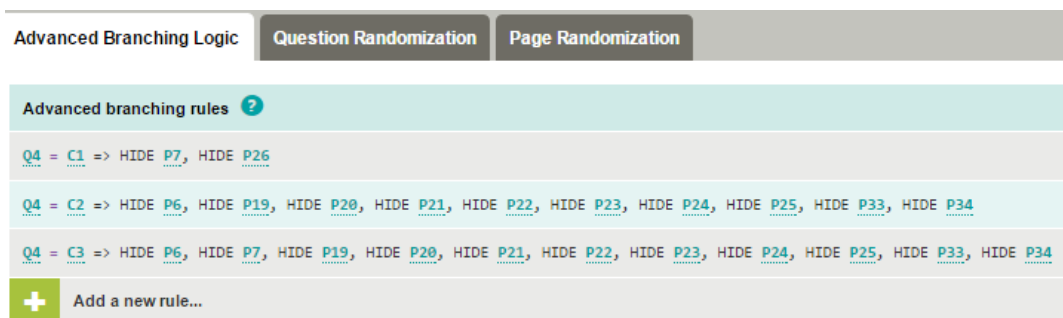 Advanced Branching Logic Question Randomization Page Randomization
Advanced branching rules ?
Q4 = C1 => HIDE P7, HIDE P26
Q4 = C2 => HIDE P6, HIDE P19, HIDE P20, HIDE P21, HIDE P22, HIDE P23, HIDE P24, HIDE P25, HIDE P33, HIDE P34
Q4 = C3 => HIDE P6, HIDE P7, HIDE P19, HIDE P20, HIDE P21, HIDE P22, HIDE P23, HIDE P24, HIDE P25, HIDE P33, HIDE P34
+ Add a new rule...